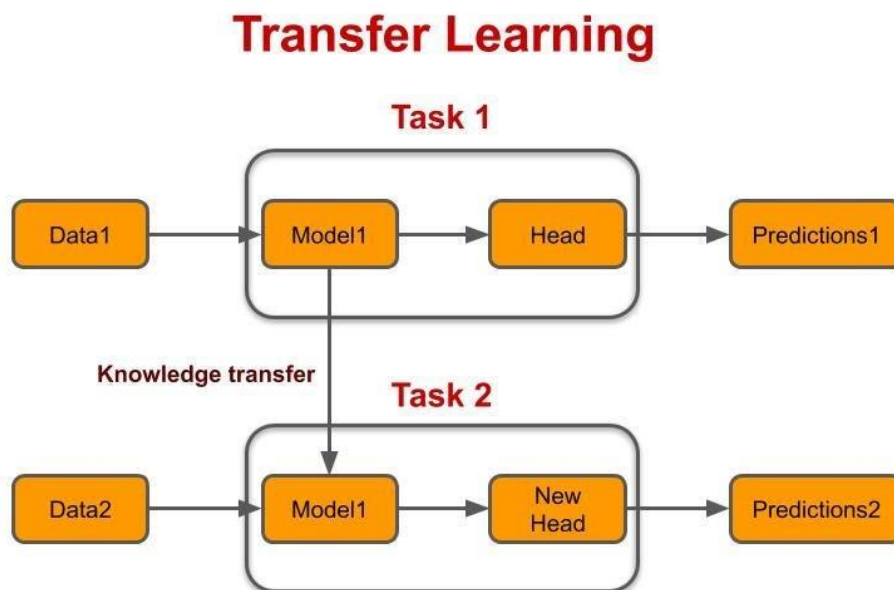 Transfer Learning
Task 1
Data1
Model1
Head
Predictions1
Knowledge transfer
Task 2
Data2
Model1
New
Head
Predictions2